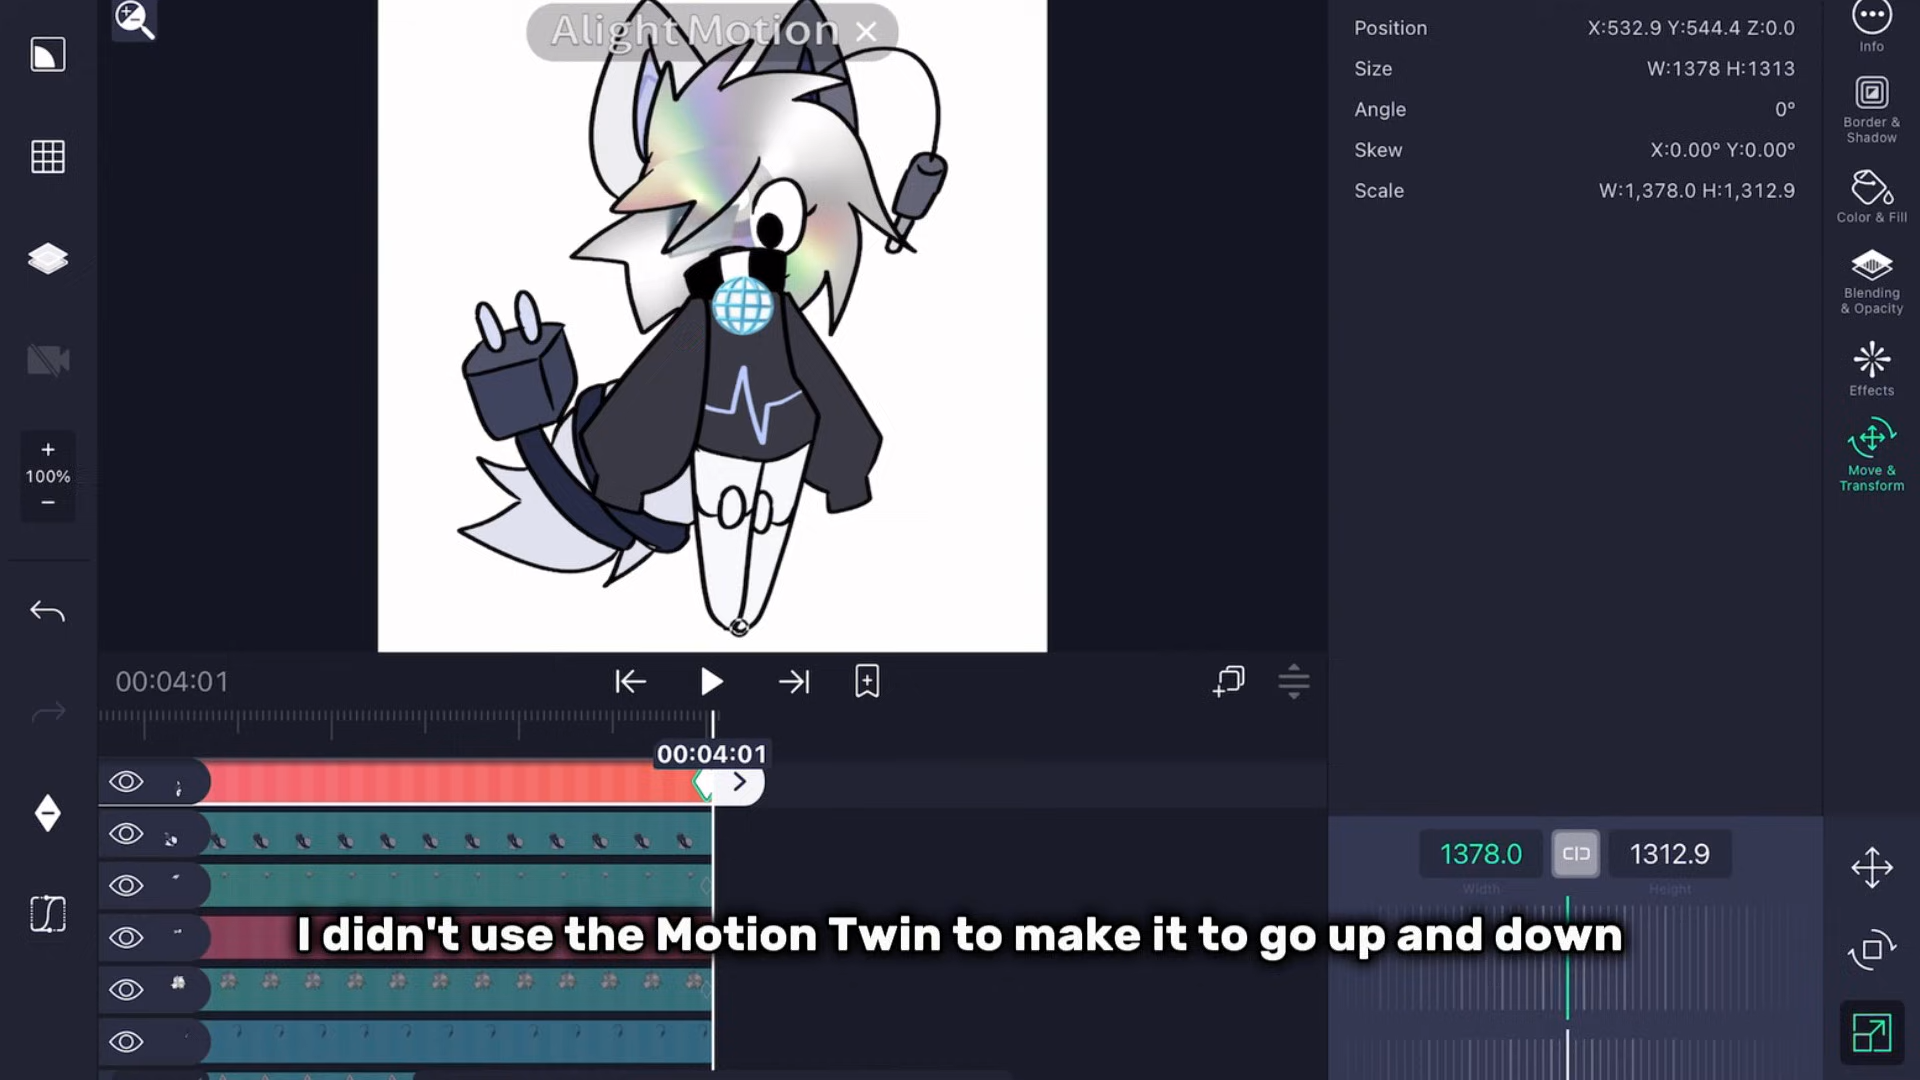 Alight Motion
Position X:532.9 Y:544.4 Z:0.0
Size W:1378 H:1313
Angle 0°
Skew X:0.00° Y:0.00°
Scale W:1,378.0 H:1,312.9
Info
Border &
Shadow
Color & Fill
Blending
& Opacity
Effects
Move &
Transform
+
100%
−
00:04:01
00:04:01
1378.0 1312.9
Width Height
I didn't use the Motion Twin to make it to go up and down